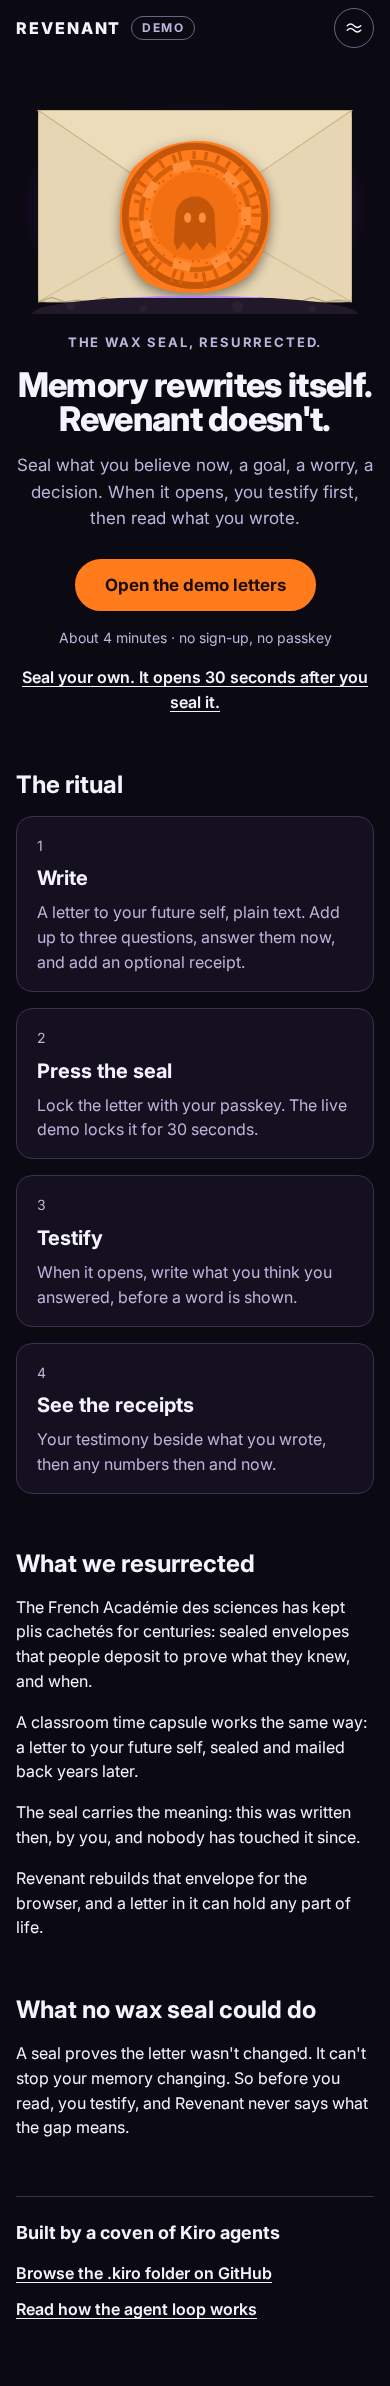 REVENANT DEMO
THE WAX SEAL, RESURRECTED.
Memory rewrites itself.
Revenant doesn't.
Seal what you believe now, a goal, a worry, a
decision. When it opens, you testify first,
then read what you wrote.
Open the demo letters
About 4 minutes · no sign-up, no passkey
Seal your own. It opens 30 seconds after you
seal it.
The ritual
1
Write
A letter to your future self, plain text. Add
up to three questions, answer them now,
and add an optional receipt.
2
Press the seal
Lock the letter with your passkey. The live
demo locks it for 30 seconds.
3
Testify
When it opens, write what you think you
answered, before a word is shown.
4
See the receipts
Your testimony beside what you wrote,
then any numbers then and now.
What we resurrected
The French Académie des sciences has kept
plis cachetés for centuries: sealed envelopes
that people deposit to prove what they knew,
and when.
A classroom time capsule works the same way:
a letter to your future self, sealed and mailed
back years later.
The seal carries the meaning: this was written
then, by you, and nobody has touched it since.
Revenant rebuilds that envelope for the
browser, and a letter in it can hold any part of
life.
What no wax seal could do
A seal proves the letter wasn't changed. It can't
stop your memory changing. So before you
read, you testify, and Revenant never says what
the gap means.
Built by a coven of Kiro agents
Browse the .kiro folder on GitHub
Read how the agent loop works